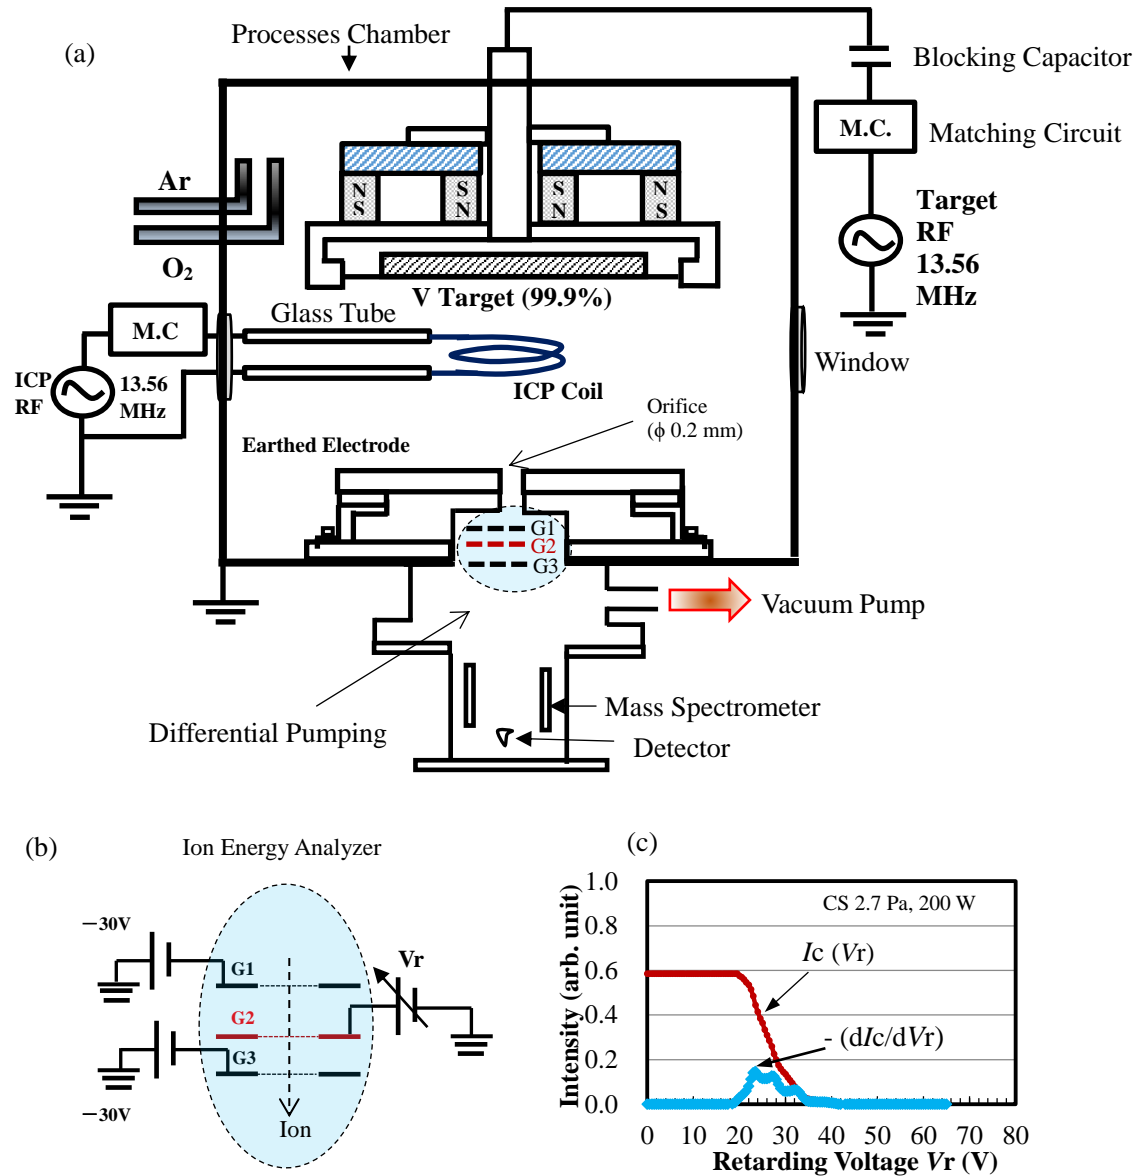 (a)
Processes Chamber
Blocking Capacitor
M.C.
Matching Circuit
Target
RF
13.56
MHz
Ar
O2
N
S
S
N
S
N
N
S
V Target (99.9%)
Glass Tube
M.C
ICP
RF
13.56
MHz
ICP Coil
Window
Orifice
(ϕ 0.2 mm)
Earthed Electrode
G1
G2
G3
Vacuum Pump
Differential Pumping
Mass Spectrometer
Detector
(b)
Ion Energy Analyzer
−30V
G1
G2
G3
Vr
−30V
Ion
(c)
Intensity (arb. unit)
1.0
0.8
0.6
0.4
0.2
0.0
CS 2.7 Pa, 200 W
Ic (Vr)
- (dIc/dVr)
0 10 20 30 40 50 60 70 80
Retarding Voltage Vr (V)